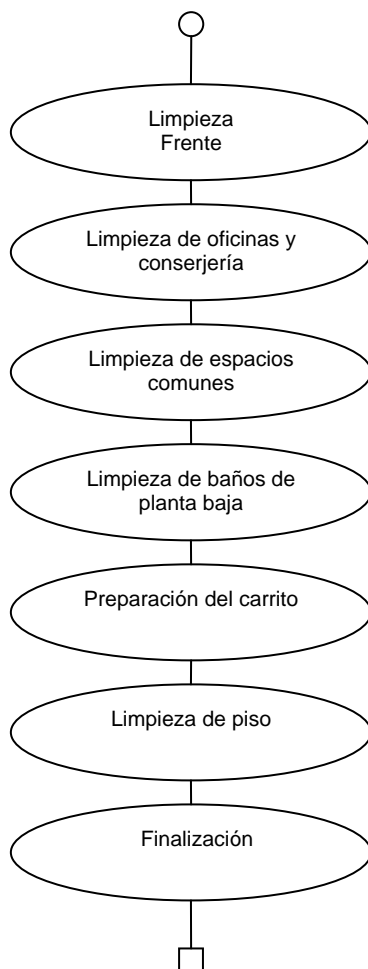 Limpieza
Frente
Limpieza de oficinas y
conserjería
Limpieza de espacios
comunes
Limpieza de baños de
planta baja
Preparación del carrito
Limpieza de piso
Finalización